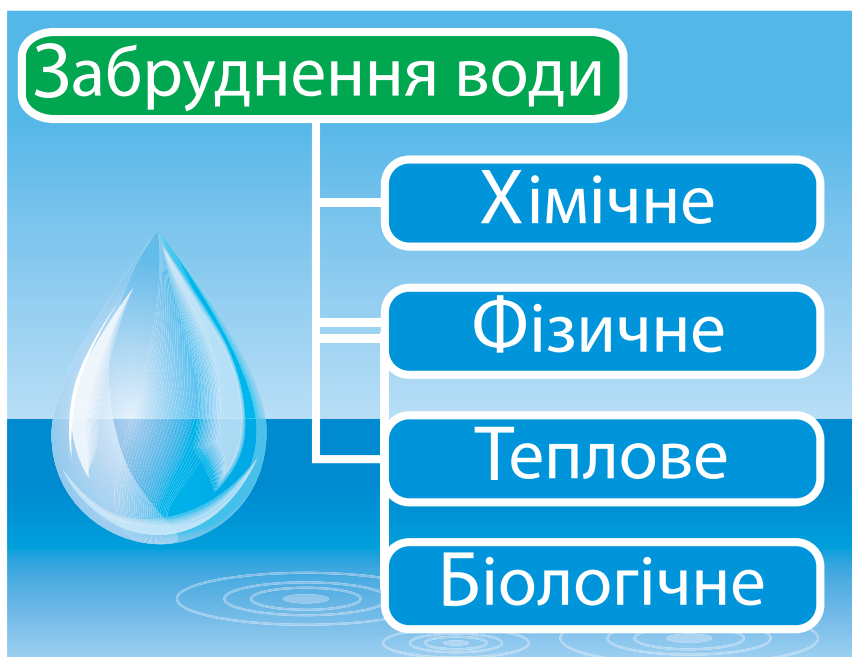 Забруднення води
Хімічне
Фізичне
Теплове
Біологічне